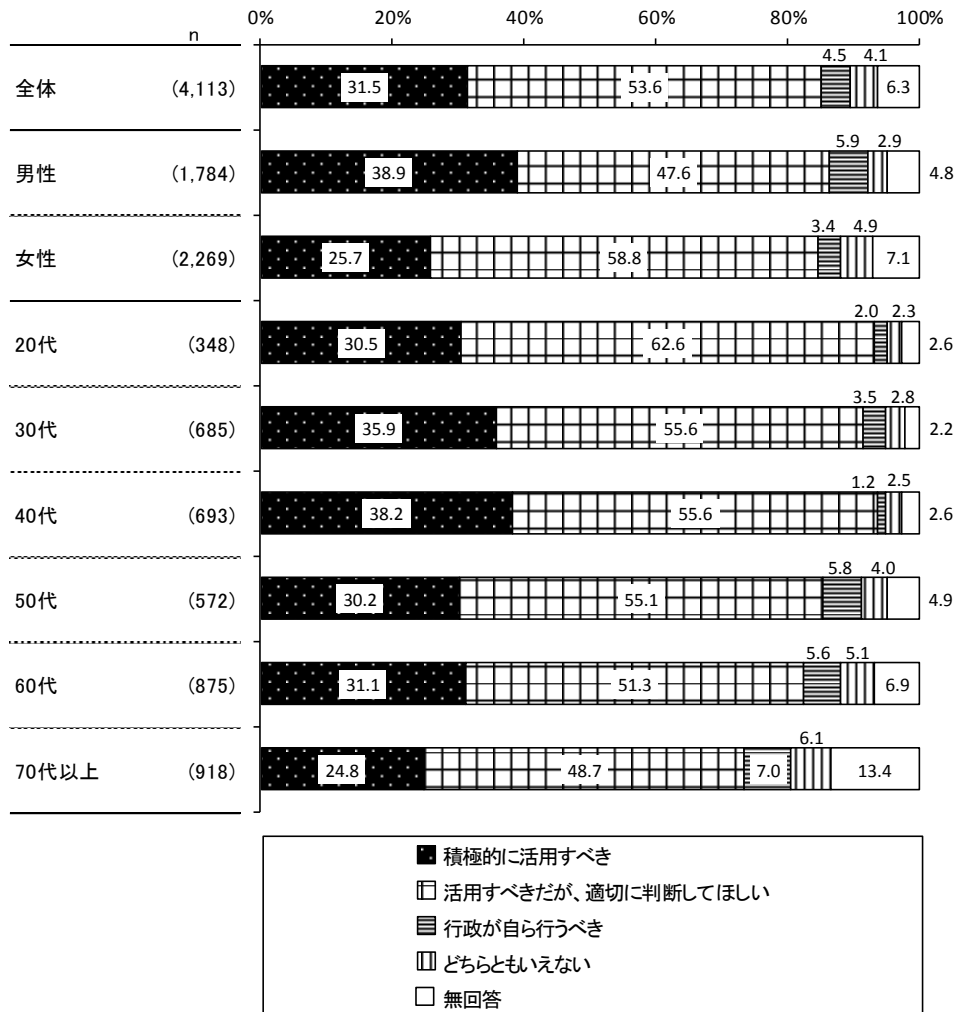 0% 20% 40% 60% 80% 100%
n
4.5 4.1
全体 (4,113) 31.5 53.6 6.3
5.9 2.9
男性 (1,784) 38.9 47.6 4.8
3.4 4.9
女性 (2,269) 25.7 58.8 7.1
2.0 2.3
20代 (348) 30.5 62.6 2.6
3.5 2.8
30代 (685) 35.9 55.6 2.2
1.2 2.5
40代 (693) 38.2 55.6 2.6
5.8 4.0
50代 (572) 30.2 55.1 4.9
5.6 5.1
60代 (875) 31.1 51.3 6.9
6.1
70代以上 (918) 24.8 48.7 7.0 13.4
積極的に活用すべき
活用すべきだが、適切に判断してほしい
行政が自ら行うべき
どちらともいえない
無回答